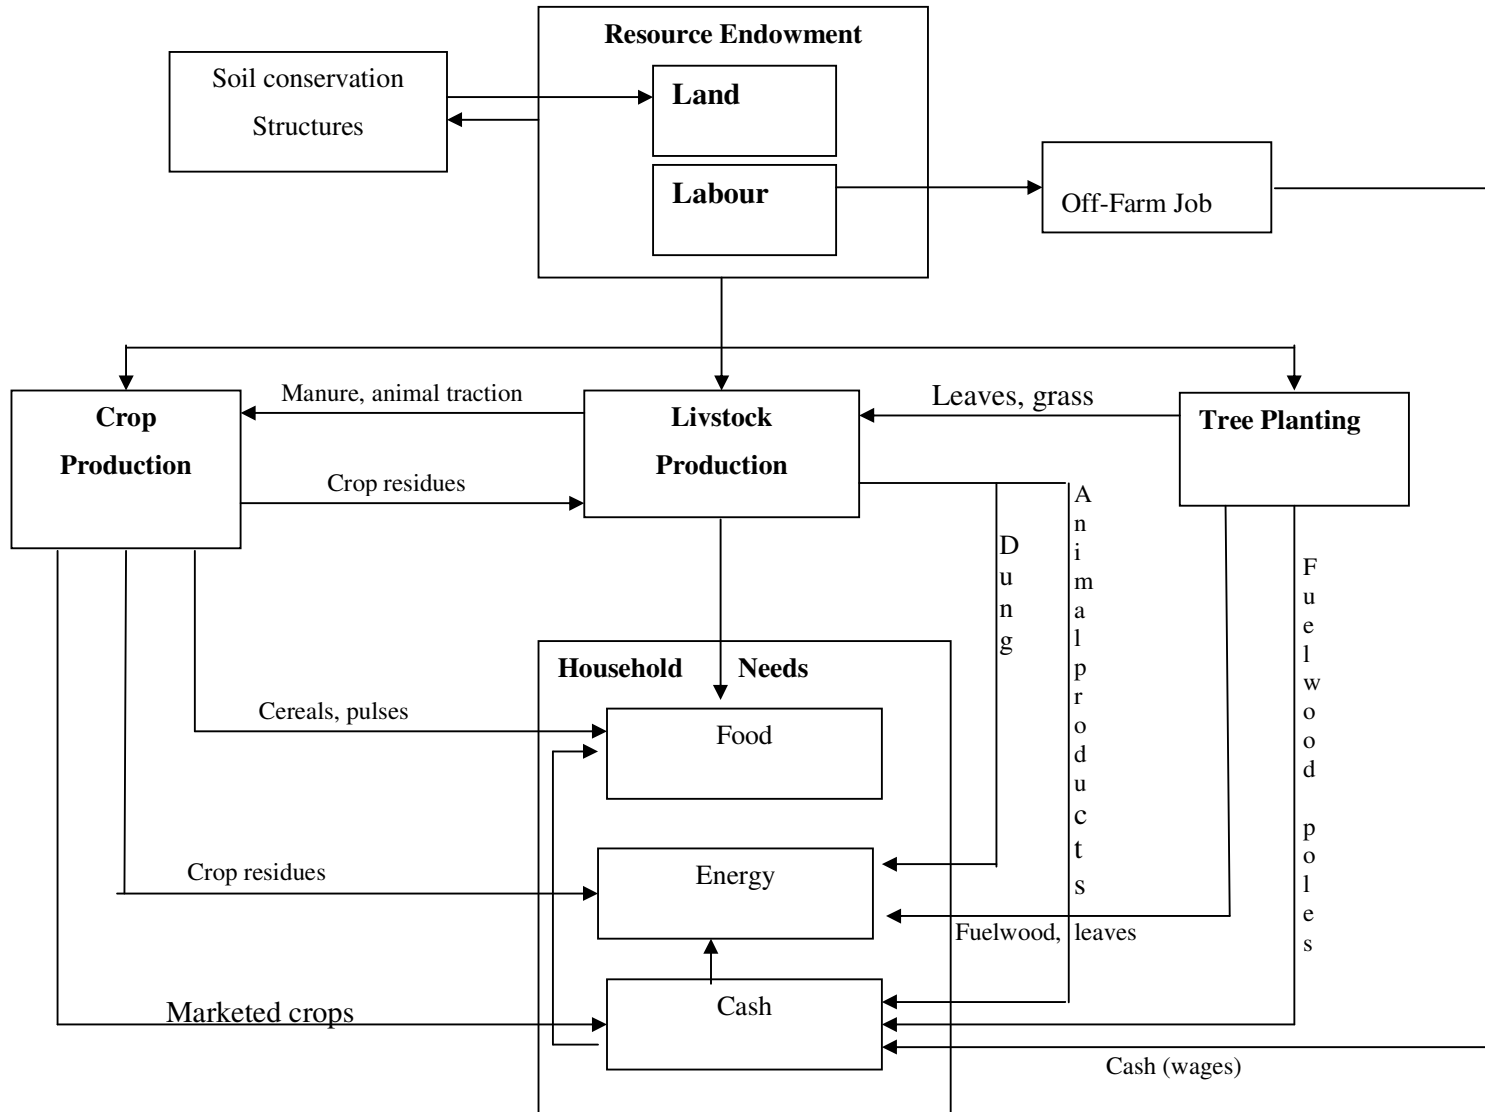 Resource Endowment
Soil conservation
Structures
Land
Labour
Off-Farm Job
Manure, animal traction
Leaves, grass
Crop
Production
Livstock
Production
Tree Planting
Crop residues
Dung
Animalproducts
Fuelwood poles
Household Needs
Cereals, pulses
Food
Crop residues
Energy
Fuelwood, leaves
Marketed crops
Cash
Cash (wages)